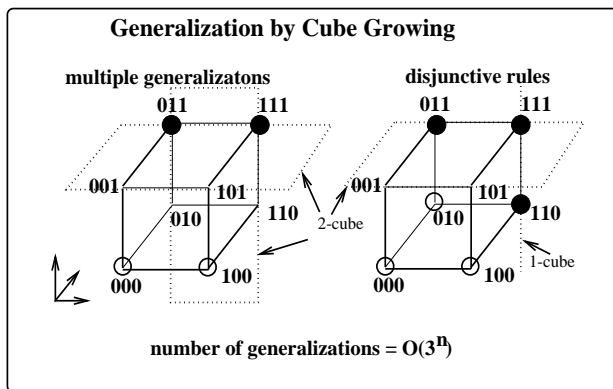 Generalization by Cube Growing
multiple generalizatons
disjunctive rules
011
111
011
111
001
101
001
101
010
110
2-cube
010
110
000
100
000
100
1-cube
number of generalizations = O(3ⁿ)